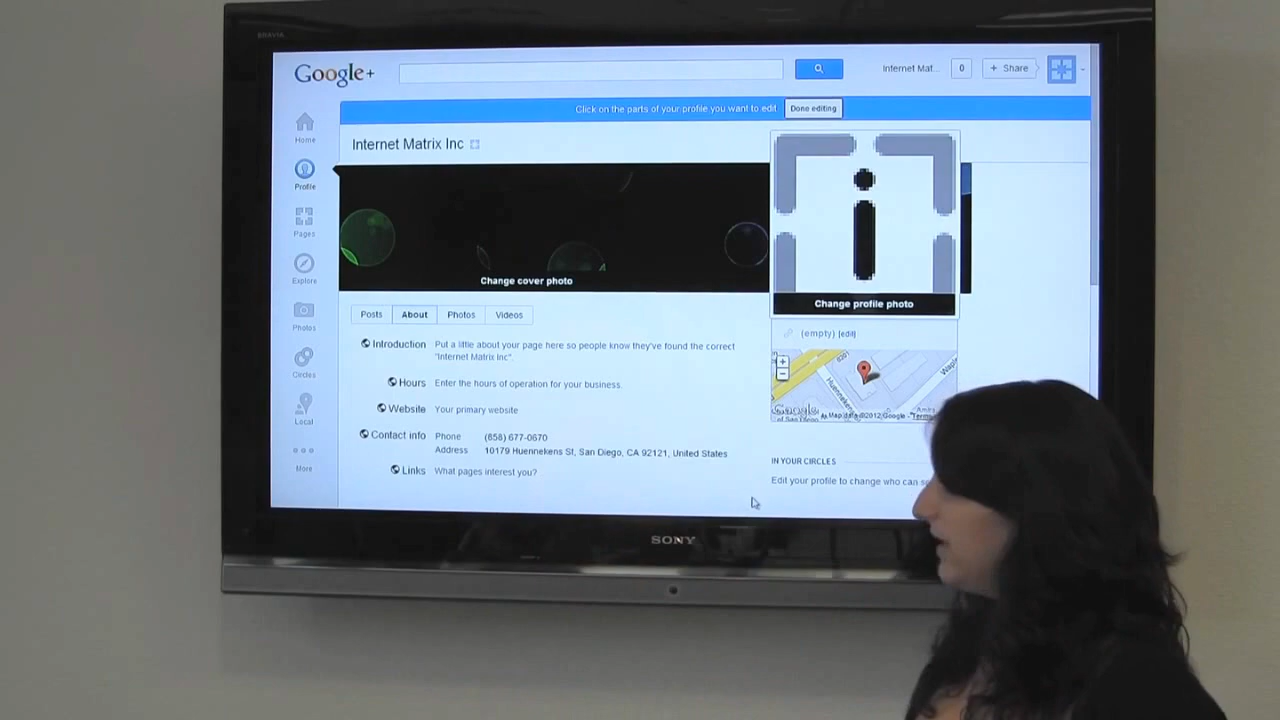 BRAVIA
Google+
Internet Mat... 0 + Share
Click on the parts of your profile you want to edit. Done editing
Home
Internet Matrix Inc
Profile
Pages
Explore
Change cover photo
Change profile photo
Photos
Posts About Photos Videos
(empty) [edit]
Introduction Put a little about your page here so people know they've found the correct
"Internet Matrix Inc".
Circles
Hours Enter the hours of operation for your business.
Website Your primary website
Google
Map data ©2012 Google -
Local
Contact info Phone (858) 677-0670
Address 10179 Huennekens St, San Diego, CA 92121, United States
IN YOUR CIRCLES
More
Links What pages interest you?
Edit your profile to change who can
SONY